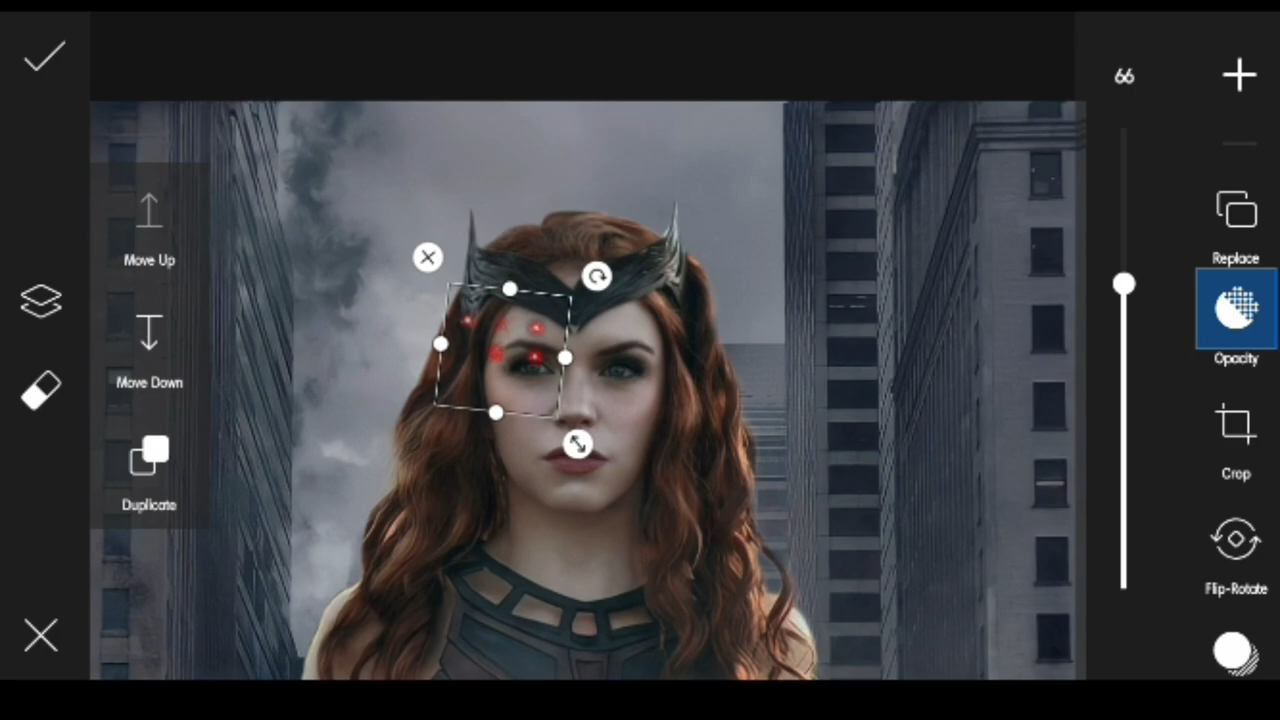 66
Move Up
Replace
Move Down
Opacity
Crop
Duplicate
Flip-Rotate